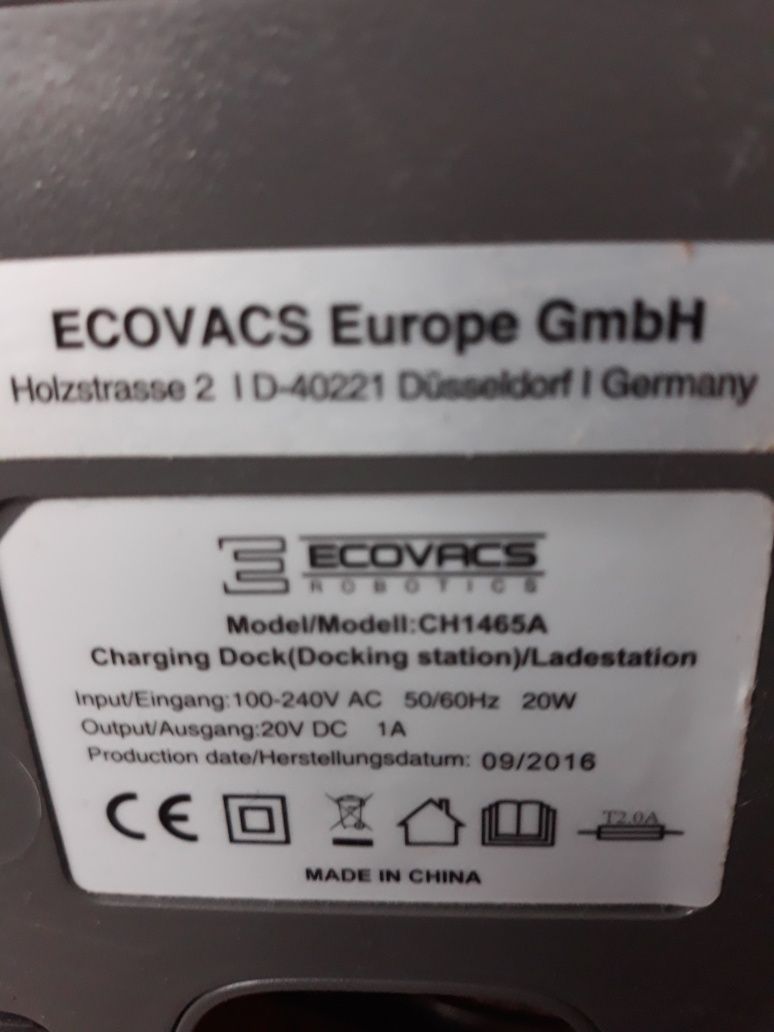 ECOVACS Europe GmbH
Holzstrasse 2 I D-40221 Düsseldorf I Germany
ECOVACS
ROBOTICS
Model/Modell:CH1465A
Charging Dock(Docking station)/Ladestation
Input/Eingang:100-240V AC 50/60Hz 20W
Output/Ausgang:20V DC 1A
Production date/Herstellungsdatum: 09/2016
CE
T2.0A
MADE IN CHINA